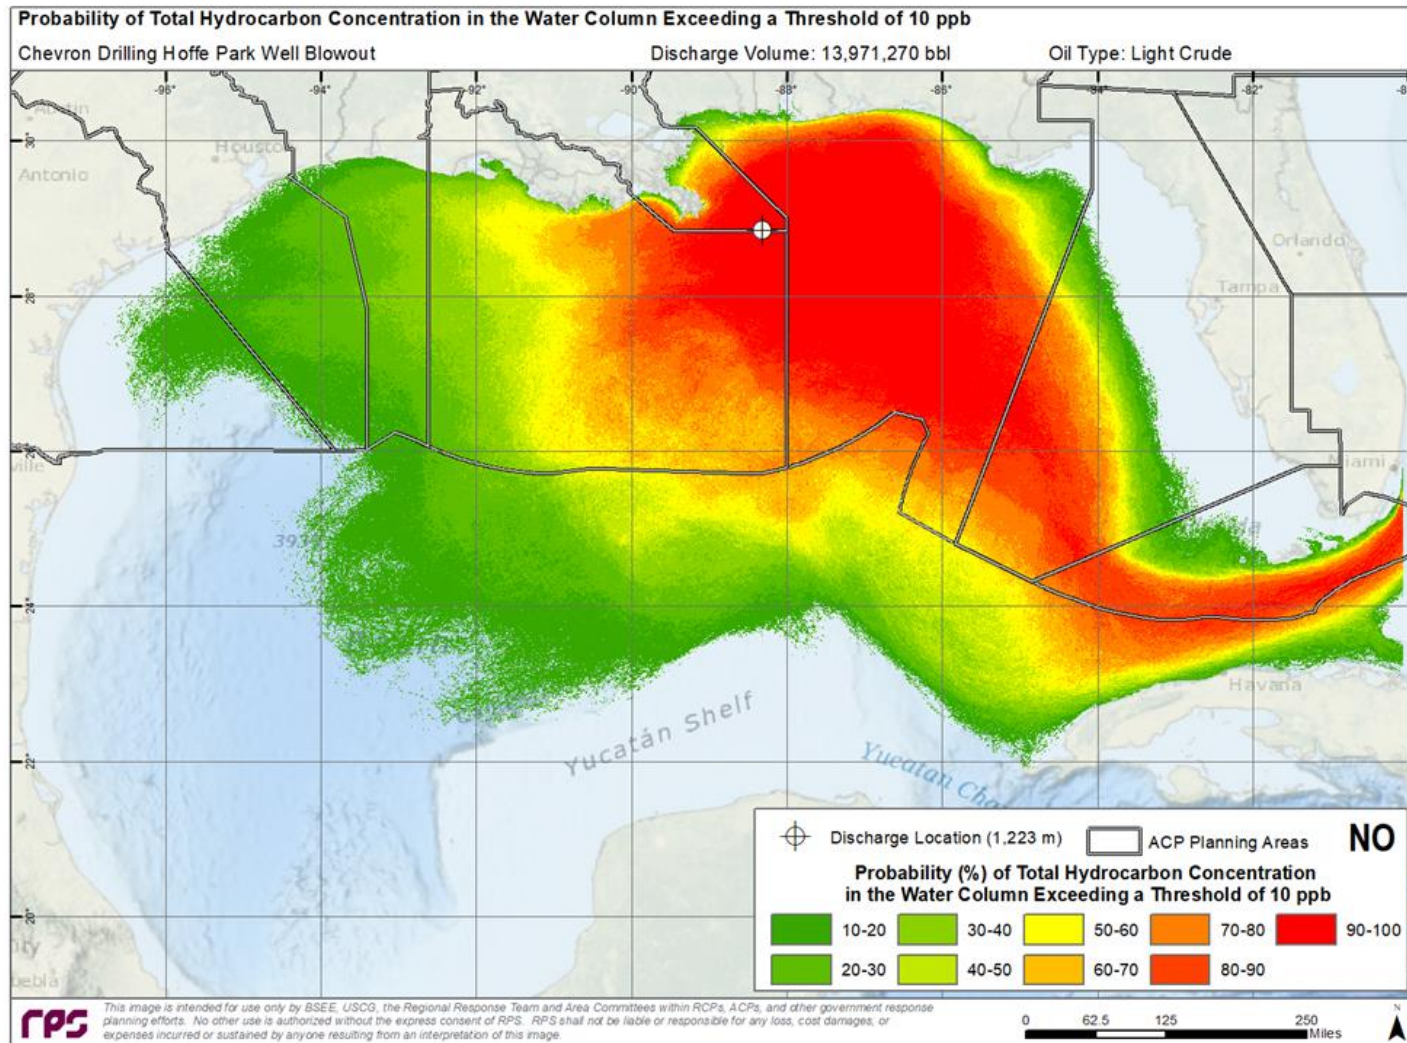 Probability of Total Hydrocarbon Concentration in the Water Column Exceeding a Threshold of 10 ppb
Chevron Drilling Hoffe Park Well Blowout Discharge Volume: 13,971,270 bbl Oil Type: Light Crude
-96° -94° -92° -90° -88° -86° -84° -82°
Austin
30°
Houston
Antonio
Orlando
28°
Tampa
26°
ville
Miami
24°
Havana
Yucatán Shelf
22°
Yucatan Cha
20°
Discharge Location (1,223 m) ACP Planning Areas NO
Probability (%) of Total Hydrocarbon Concentration
in the Water Column Exceeding a Threshold of 10 ppb
10-20 30-40 50-60 70-80 90-100
20-30 40-50 60-70 80-90
ebla
rps
This image is intended for use only by BSEE, USCG, the Regional Response Team and Area Committees within RCPs, ACPs, and other government response
planning efforts. No other use is authorized without the express consent of RPS. RPS shall not be liable or responsible for any loss, cost damages, or
expenses incurred or sustained by anyone resulting from an interpretation of this image.
N
0 62.5 125 250
Miles